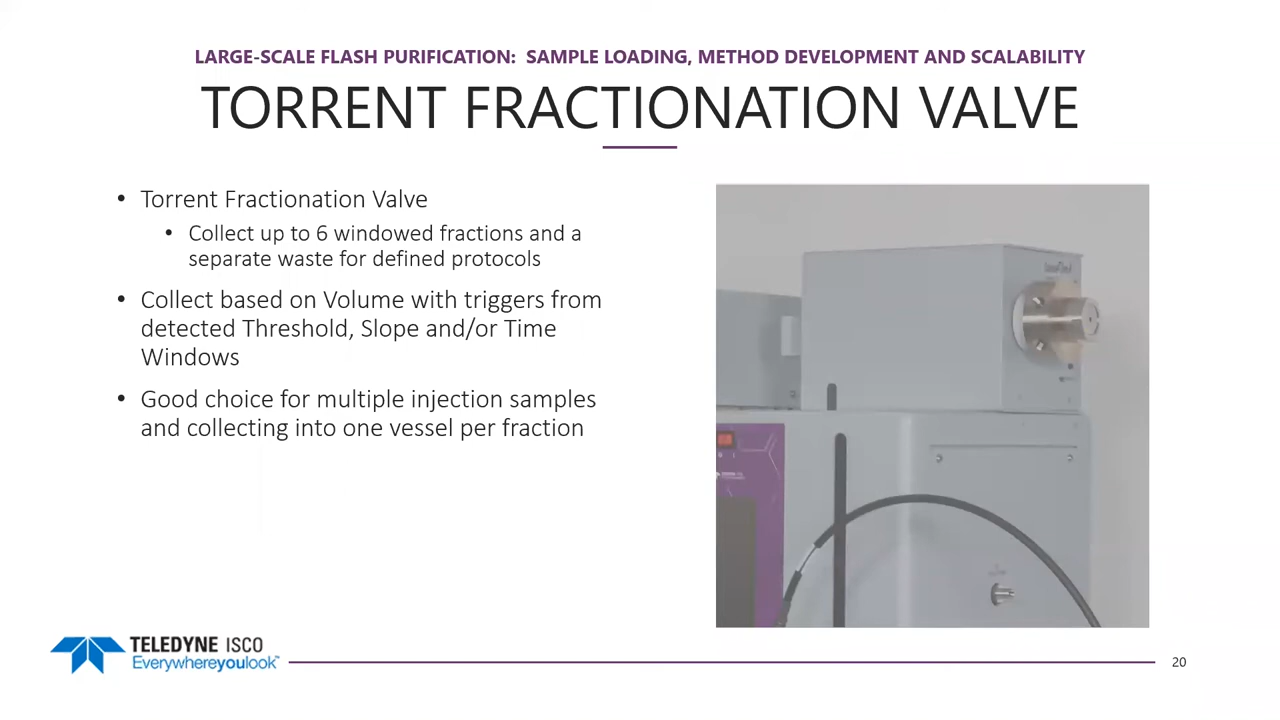 LARGE-SCALE FLASH PURIFICATION: SAMPLE LOADING, METHOD DEVELOPMENT AND SCALABILITY
TORRENT FRACTIONATION VALVE
• Torrent Fractionation Valve
• Collect up to 6 windowed fractions and a
separate waste for defined protocols
• Collect based on Volume with triggers from
detected Threshold, Slope and/or Time
Windows
• Good choice for multiple injection samples
and collecting into one vessel per fraction
TELEDYNE ISCO
Everywhereyoulook™
20